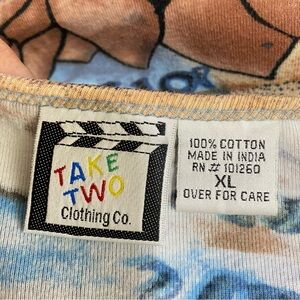 TAKE
TWO
Clothing Co.
100% COTTON
MADE IN INDIA
RN# 101260
XL
OVER FOR CARE